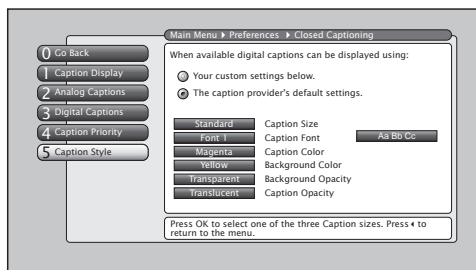 Main Menu ▶ Preferences ▶ Closed Captioning
0 Go Back
1 Caption Display
2 Analog Captions
3 Digital Captions
4 Caption Priority
5 Caption Style
When available digital captions can be displayed using:
Your custom settings below.
The caption provider's default settings.
Standard Caption Size
Font 1 Caption Font Aa Bb Cc
Magenta Caption Color
Yellow Background Color
Transparent Background Opacity
Translucent Caption Opacity
Press OK to select one of the three Caption sizes. Press ◀ to
return to the menu.